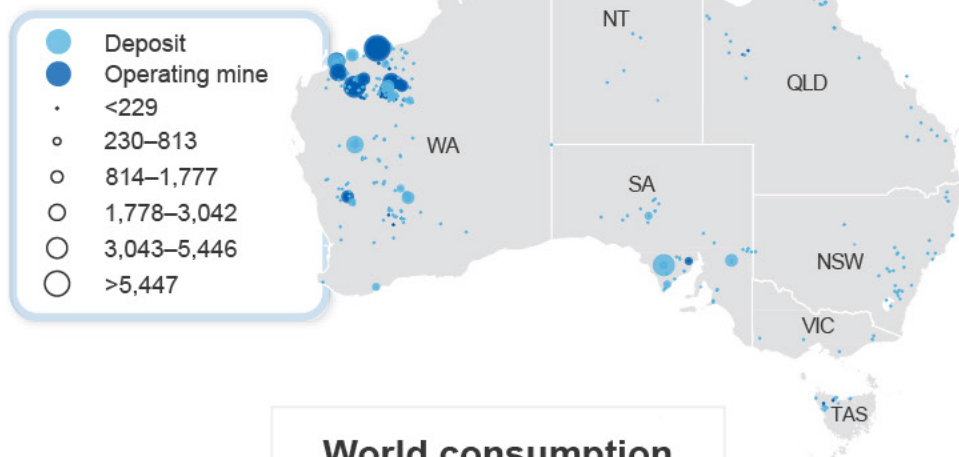 Deposit
Operating mine
<229
230–813
814–1,777
1,778–3,042
3,043–5,446
>5,447
NT
QLD
WA
SA
NSW
VIC
TAS
World consumption